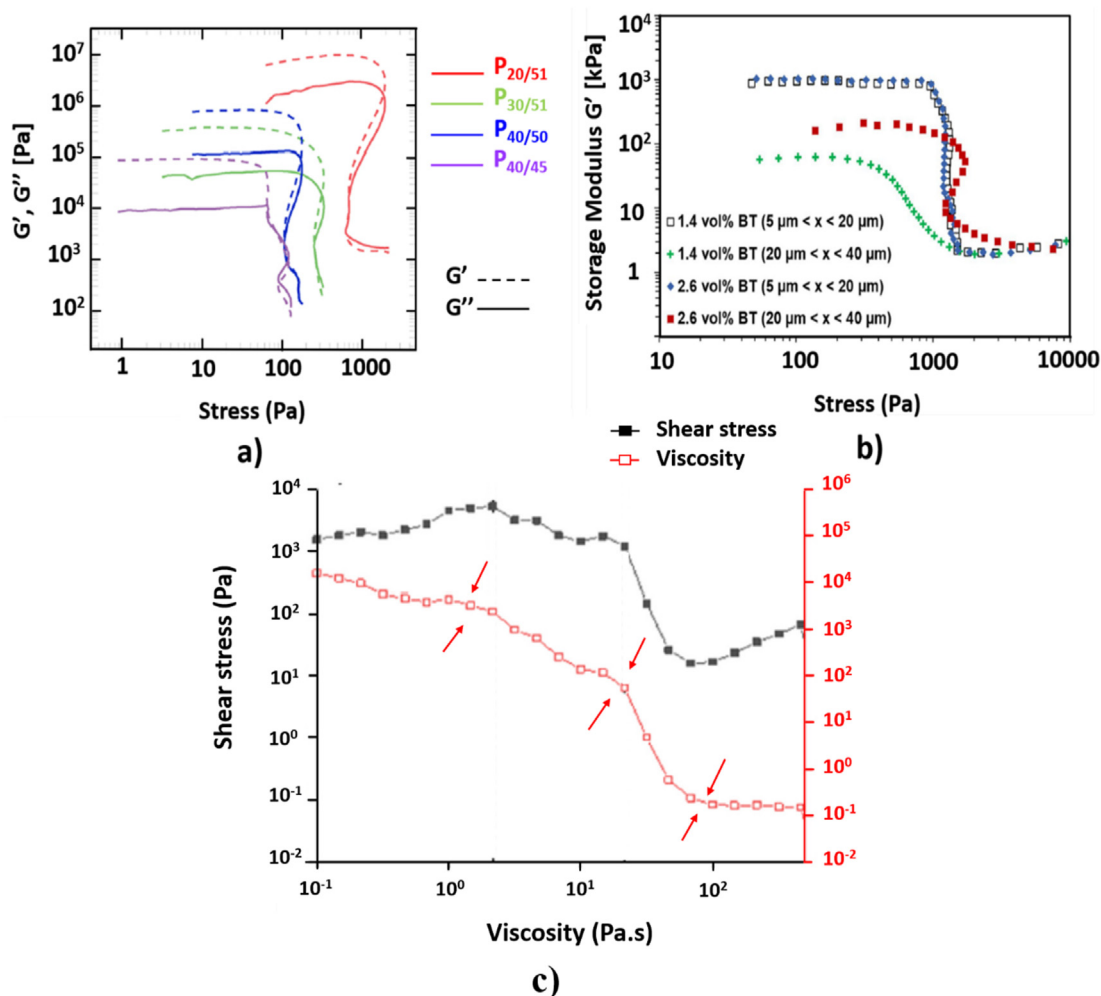 10⁷
10⁶
10⁵
10⁴
10³
10²
G', G'' [Pa]
1
10
100
1000
Stress (Pa)
P20/51
P30/51
P40/50
P40/45
G'
G''
a)
10⁴
10³
10²
10
1
Storage Modulus G' [kPa]
1.4 vol% BT (5 µm < x < 20 µm)
1.4 vol% BT (20 µm < x < 40 µm)
2.6 vol% BT (5 µm < x < 20 µm)
2.6 vol% BT (20 µm < x < 40 µm)
10
100
1000
10000
Stress (Pa)
b)
Shear stress
Viscosity
10⁴
10³
10²
10¹
10⁰
10⁻¹
10⁻²
Shear stress (Pa)
10⁶
10⁵
10⁴
10³
10²
10¹
10⁰
10⁻¹
10⁻²
10⁻¹
10⁰
10¹
10²
Viscosity (Pa.s)
c)